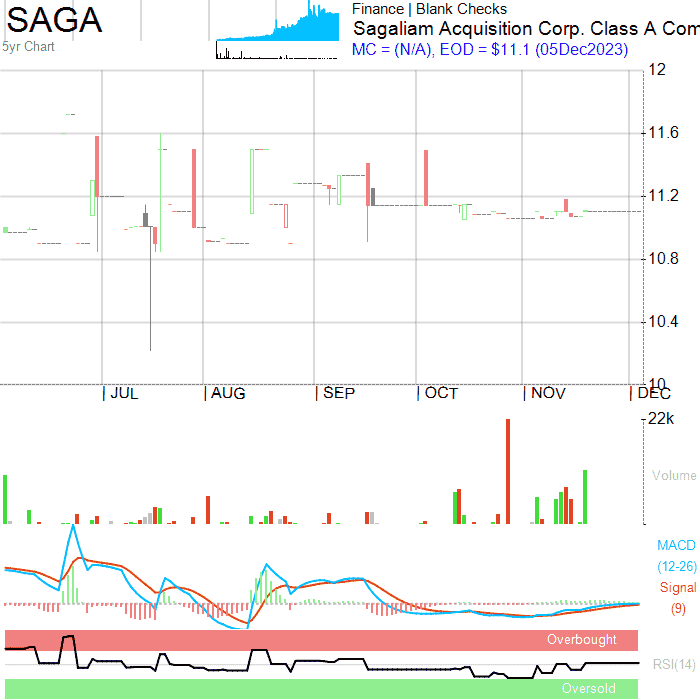 SAGA
5yr Chart
Finance | Blank Checks
Sagaliam Acquisition Corp. Class A Com
MC = (N/A), EOD = $11.1 (05Dec2023)
12
11.6
11.2
10.8
10.4
10
| JUL | AUG | SEP | OCT | NOV | DEC
22k
Volume
MACD
(12-26)
Signal
(9)
Overbought
RSI(14)
Oversold